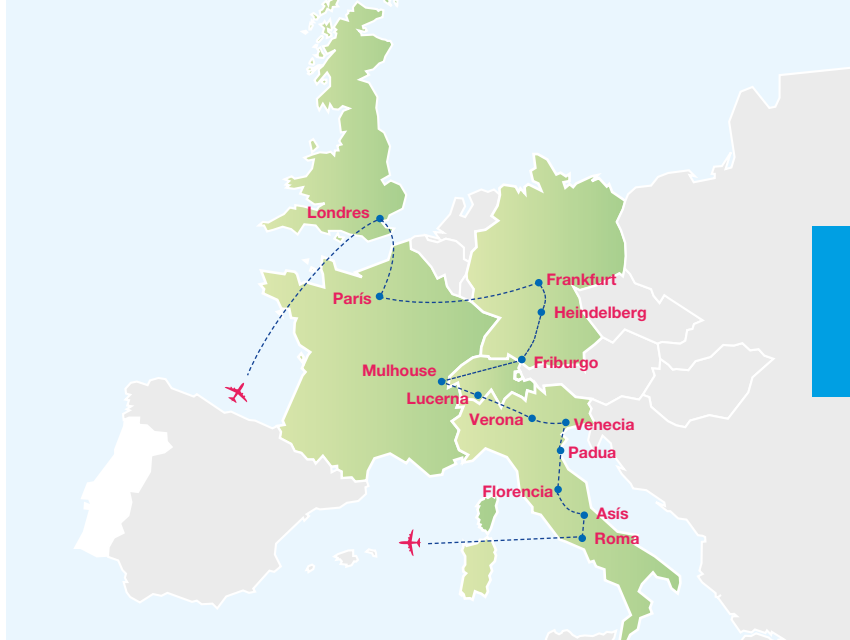 Londres
París
Frankfurt
Heindelberg
Friburgo
Mulhouse
Lucerna
Verona
Venecia
Padua
Florencia
Asís
Roma